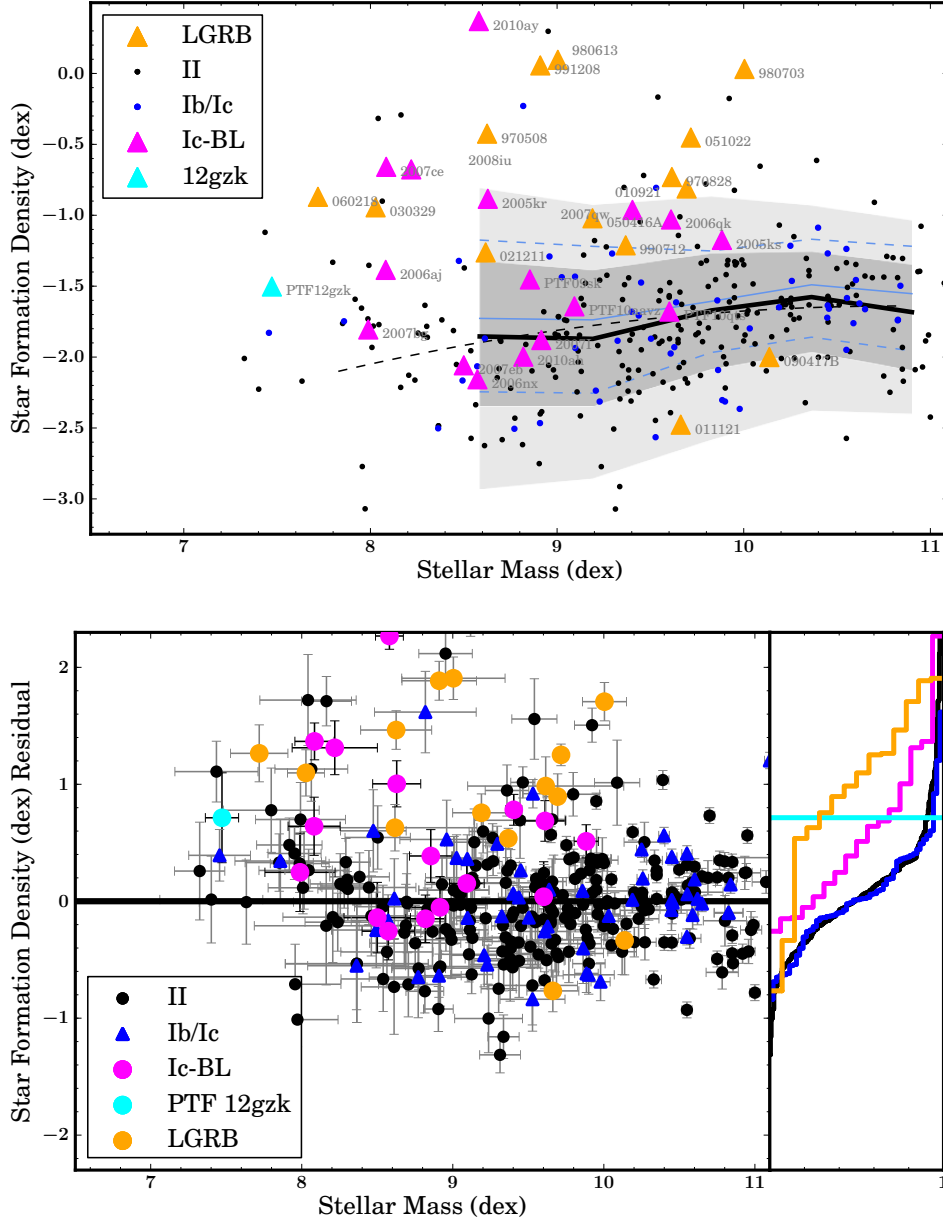 LGRB
II
Ib/Ic
Ic-BL
12gzk
2010ay
980613
991208
980703
970508
051022
2008iu
2007ce
970828
060218
030329
2005kr
010921
2007qw
050416A
2006qk
021211
990712
2005ks
2006aj
PTF12gzk
PTF09sk
PTF10aavz
PTF10qts
2007bg
2007I
2010ah
2007eb
2006nx
090417B
011121
0.0
−0.5
−1.0
−1.5
−2.0
−2.5
−3.0
Star Formation Density (dex)
7 8 9 10 11
Stellar Mass (dex)
2
1
0
−1
−2
Star Formation Density (dex) Residual
II
Ib/Ic
Ic-BL
PTF 12gzk
LGRB
7 8 9 10 11 1
Stellar Mass (dex)